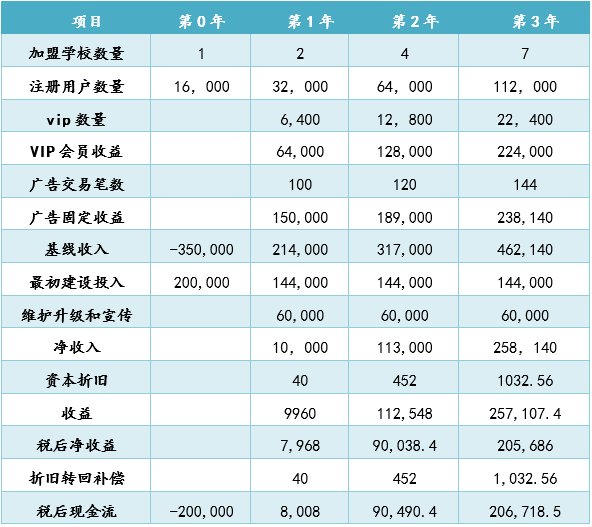 项目 第0年 第1年 第2年 第3年
加盟学校数量 1 2 4 7
注册用户数量 16，000 32，000 64，000 112，000
vip数量 6,400 12，800 22，400
VIP会员收益 64,000 128,000 224,000
广告交易笔数 100 120 144
广告固定收益 150,000 189,000 238,140
基线收入 -350,000 214,000 317,000 462,140
最初建设投入 200,000 144,000 144,000 144,000
维护升级和宣传 60,000 60,000 60,000
净收入 10，000 113,000 258，140
资本折旧 40 452 1032.56
收益 9960 112,548 257,107.4
税后净收益 7,968 90,038.4 205,686
折旧转回补偿 40 452 1,032.56
税后现金流 -200,000 8,008 90,490.4 206,718.5